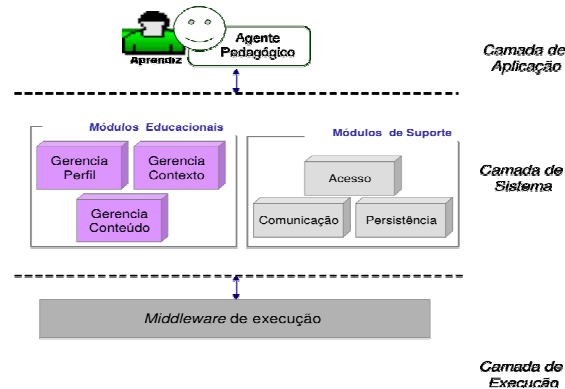 Agente
Pedagógico
Aprendiz
Camada de
Aplicação
Módulos Educacionais
Módulos de Suporte
Gerencia
Perfil
Gerencia
Contexto
Gerencia
Conteúdo
Acesso
Comunicação
Persistência
Camada de
Sistema
Middleware de execução
Camada de
Execução